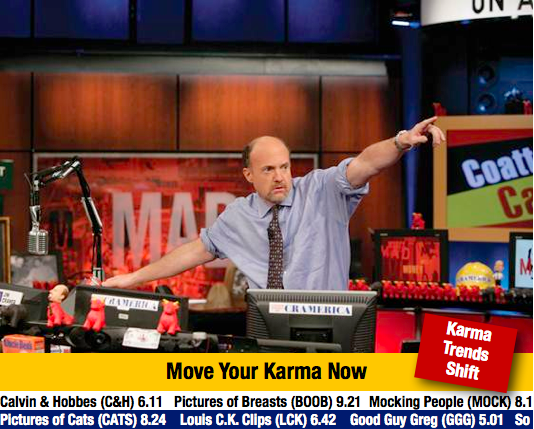 Coatt
Ca
MAD
CRAMERICA
CRAMERICA
Karma
Trends
Shift
Move Your Karma Now
Calvin & Hobbes (C&H) 6.11 Pictures of Breasts (BOOB) 9.21 Mocking People (MOCK) 8.1
Pictures of Cats (CATS) 8.24 Louis C.K. Clips (LCK) 6.42 Good Guy Greg (GGG) 5.01 So